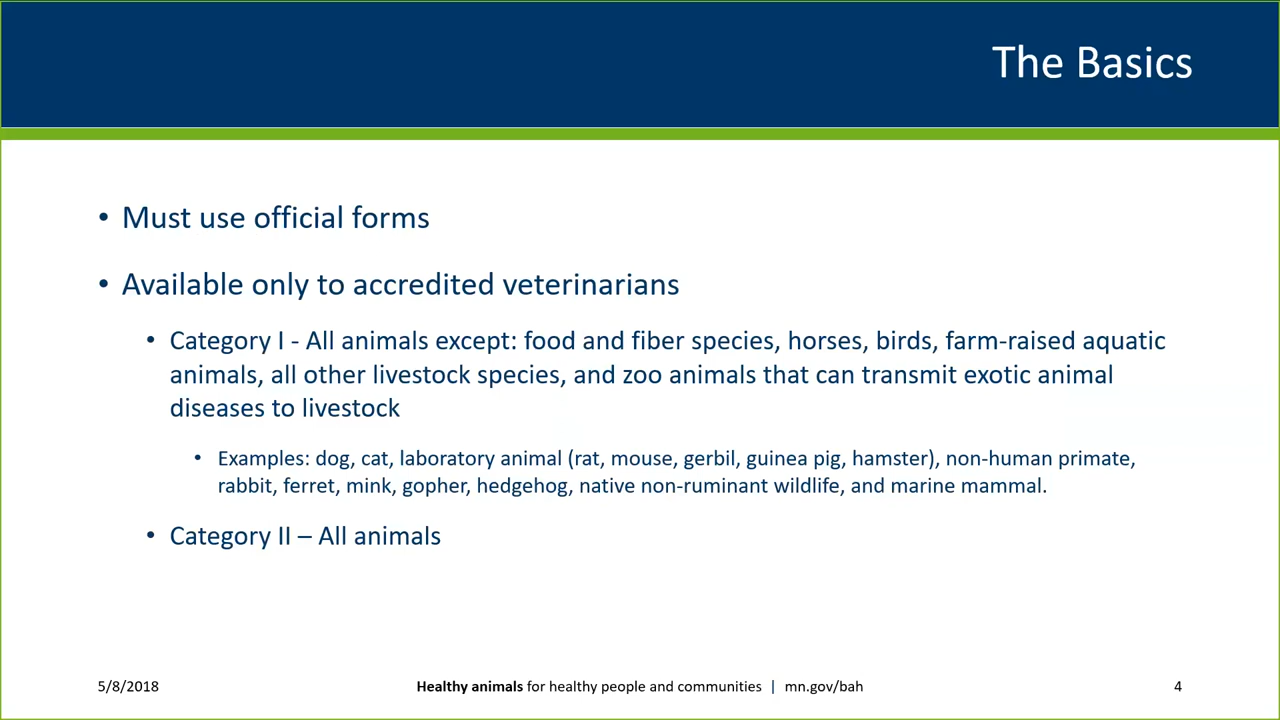 The Basics
• Must use official forms
• Available only to accredited veterinarians
• Category I - All animals except: food and fiber species, horses, birds, farm-raised aquatic
animals, all other livestock species, and zoo animals that can transmit exotic animal
diseases to livestock
• Examples: dog, cat, laboratory animal (rat, mouse, gerbil, guinea pig, hamster), non-human primate,
rabbit, ferret, mink, gopher, hedgehog, native non-ruminant wildlife, and marine mammal.
• Category II – All animals
5/8/2018
Healthy animals for healthy people and communities | mn.gov/bah
4